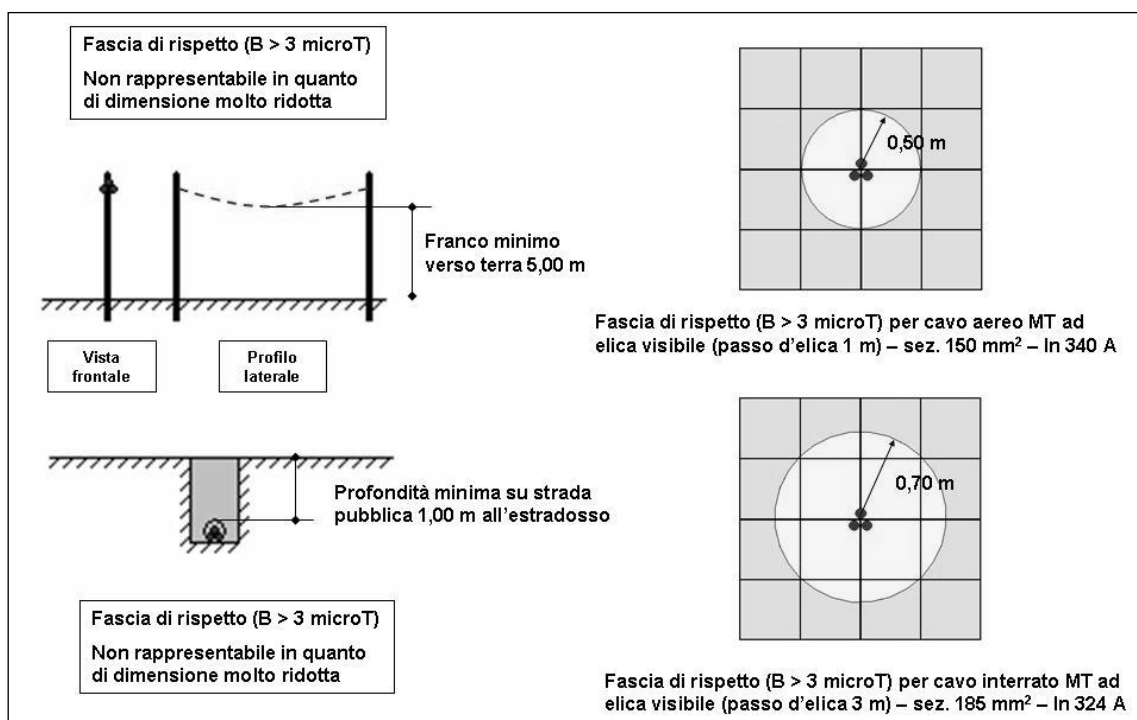 Fascia di rispetto (B > 3 microT)
Non rappresentabile in quanto
di dimensione molto ridotta
Franco minimo
verso terra 5,00 m
Vista
frontale
Profilo
laterale
0,50 m
Fascia di rispetto (B > 3 microT) per cavo aereo MT ad
elica visibile (passo d'elica 1 m) – sez. 150 mm² – In 340 A
Profondità minima su strada
pubblica 1,00 m all'estradosso
Fascia di rispetto (B > 3 microT)
Non rappresentabile in quanto
di dimensione molto ridotta
0,70 m
Fascia di rispetto (B > 3 microT) per cavo interrato MT ad
elica visibile (passo d'elica 3 m) – sez. 185 mm² – In 324 A